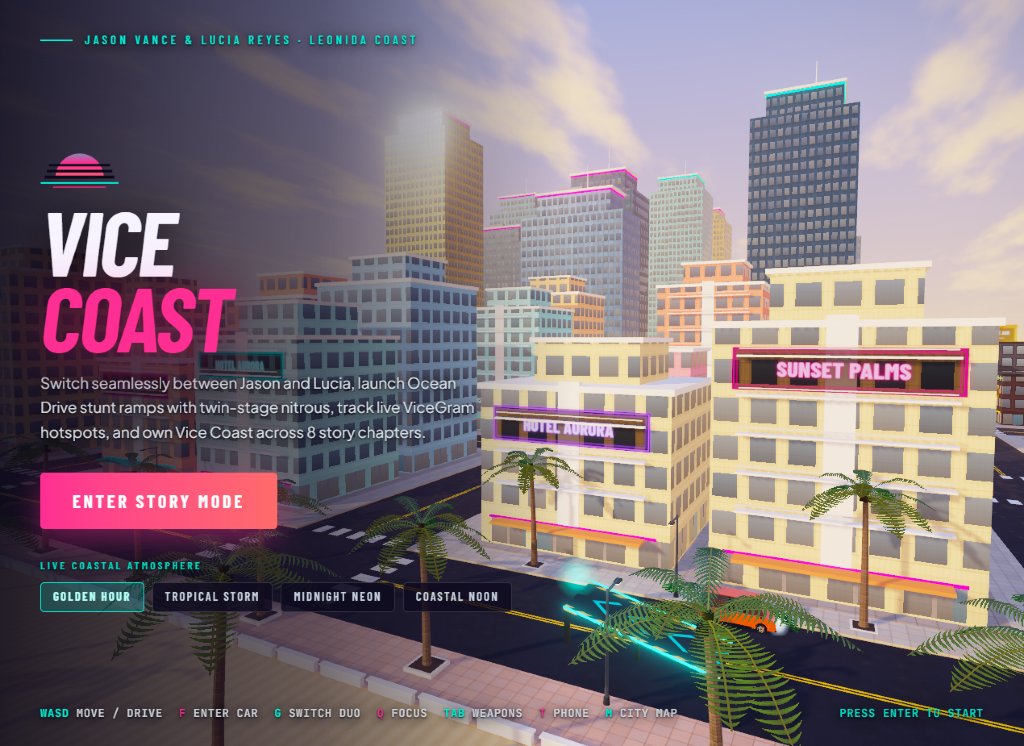 JASON VANCE & LUCIA REYES · LEONIDA COAST
VICE
COAST
HOTEL AURORA
SUNSET PALMS
Switch seamlessly between Jason and Lucia, launch Ocean
Drive stunt ramps with twin-stage nitrous, track live ViceGram
hotspots, and own Vice Coast across 8 story chapters.
HOTEL AURORA
ENTER STORY MODE
LIVE COASTAL ATMOSPHERE
GOLDEN HOUR TROPICAL STORM MIDNIGHT NEON COASTAL NOON
WASD MOVE / DRIVE F ENTER CAR G SWITCH DUO Q FOCUS TAB WEAPONS T PHONE M CITY MAP PRESS ENTER TO START